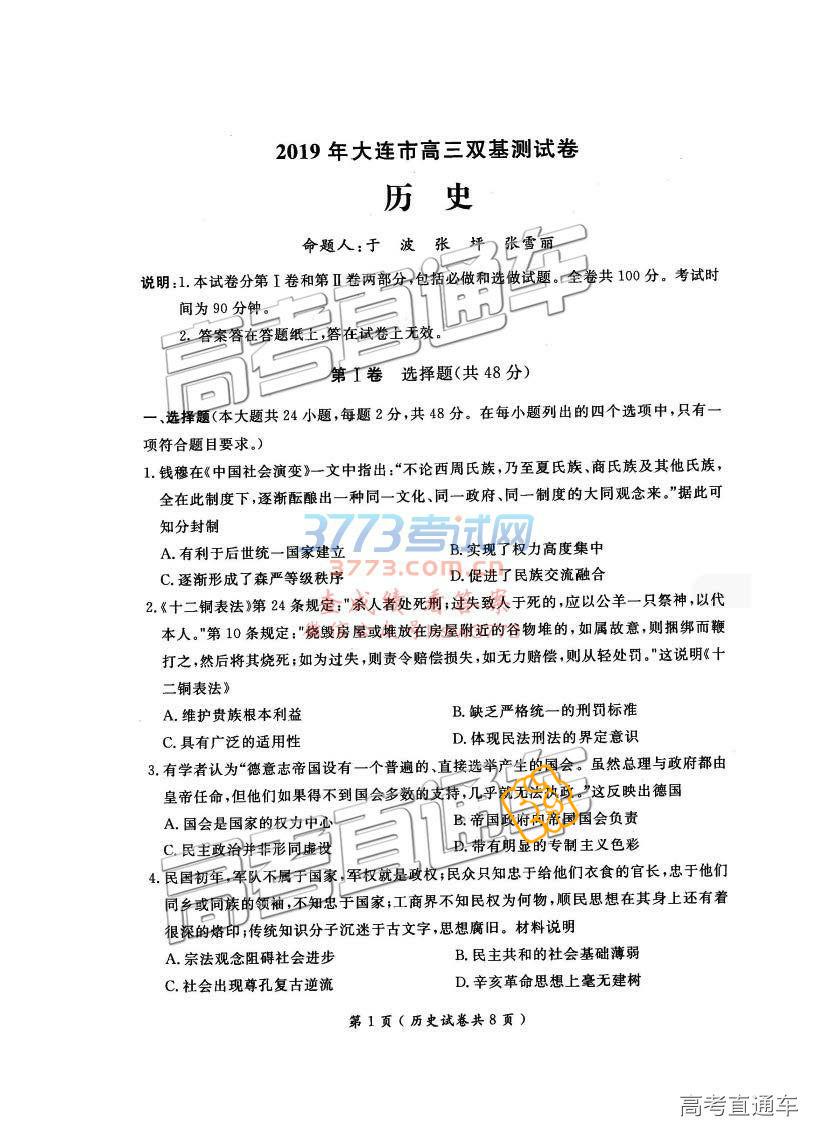 2019 年大连市高三双基测试卷
历 史
命题人:于 波 张 坪 张雪丽
说明:1.本试卷分第Ⅰ卷和第Ⅱ卷两部分,包括必做和选做试题。全卷共 100 分。考试时
间为 90 分钟。
2. 答案答在答题纸上,答在试卷上无效。
第Ⅰ卷 选择题(共 48 分)
一、选择题(本大题共 24 小题,每题 2 分,共 48 分。在每小题列出的四个选项中,只有一
项符合题目要求。)
1. 钱穆在《中国社会演变》一文中指出:“不论西周氏族,乃至夏氏族、商氏族及其他氏族,
全在此制度下,逐渐酝酿出一种同一文化、同一政府、同一制度的大同观念来。”据此可
知分封制
A. 有利于后世统一国家建立 B. 实现了权力高度集中
C. 逐渐形成了森严等级秩序 D. 促进了民族交流融合
2.《十二铜表法》第 24 条规定:"杀人者处死刑;过失致人于死的,应以公羊一只祭神,以代
本人。"第 10 条规定:"烧毁房屋或堆放在房屋附近的谷物堆的,如属故意,则捆绑而鞭
打之,然后将其烧死;如为过失,则责令赔偿损失,如无力赔偿,则从轻处罚。"这说明《十
二铜表法》
A. 维护贵族根本利益 B. 缺乏严格统一的刑罚标准
C. 具有广泛的适用性 D. 体现民法刑法的界定意识
3. 有学者认为“德意志帝国设有一个普遍的、直接选举产生的国会。虽然总理与政府都由
皇帝任命,但他们如果得不到国会多数的支持,几乎就无法执政。”这反映出德国
A. 国会是国家的权力中心 B. 帝国政府向帝国国会负责
C. 民主政治并非形同虚设 D. 带有明显的专制主义色彩
4. 民国初年,军队不属于国家,军权就是政权;民众只知忠于给他们衣食的官长,忠于他们
同乡或同族的领袖,不知忠于国家;工商界不知民权为何物,顺民思想在其身上还有着
很深的烙印;传统知识分子沉迷于古文字,思想腐旧。材料说明
A. 宗法观念阻碍社会进步 B. 民主共和的社会基础薄弱
C. 社会出现尊孔复古逆流 D. 辛亥革命思想上毫无建树
第 1 页 ( 历史试卷共 8 页 )
高考直通车
高考直通车
3773考试网
3773.com.cn
查成绩 看答案
高考直通车